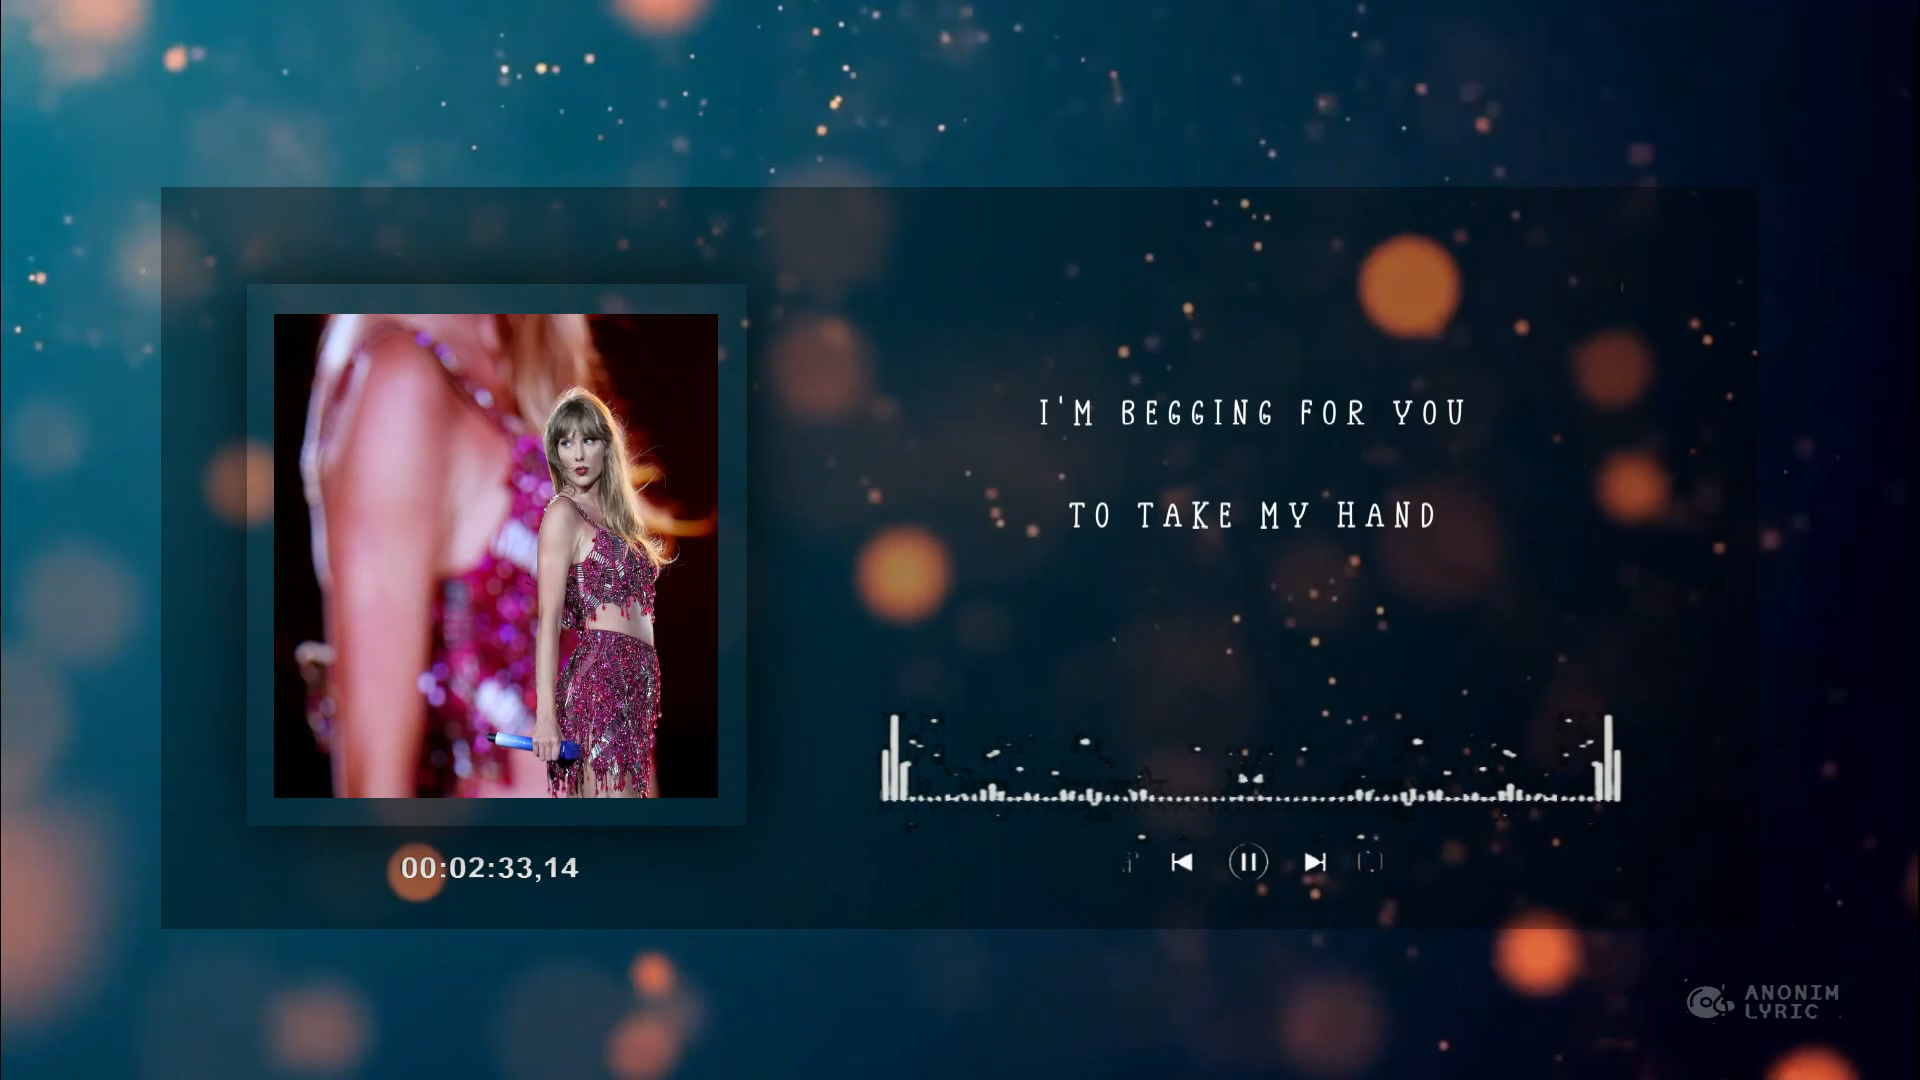 I'M BEGGING FOR YOU
TO TAKE MY HAND
00:02:33,14
ANONIM
LYRIC